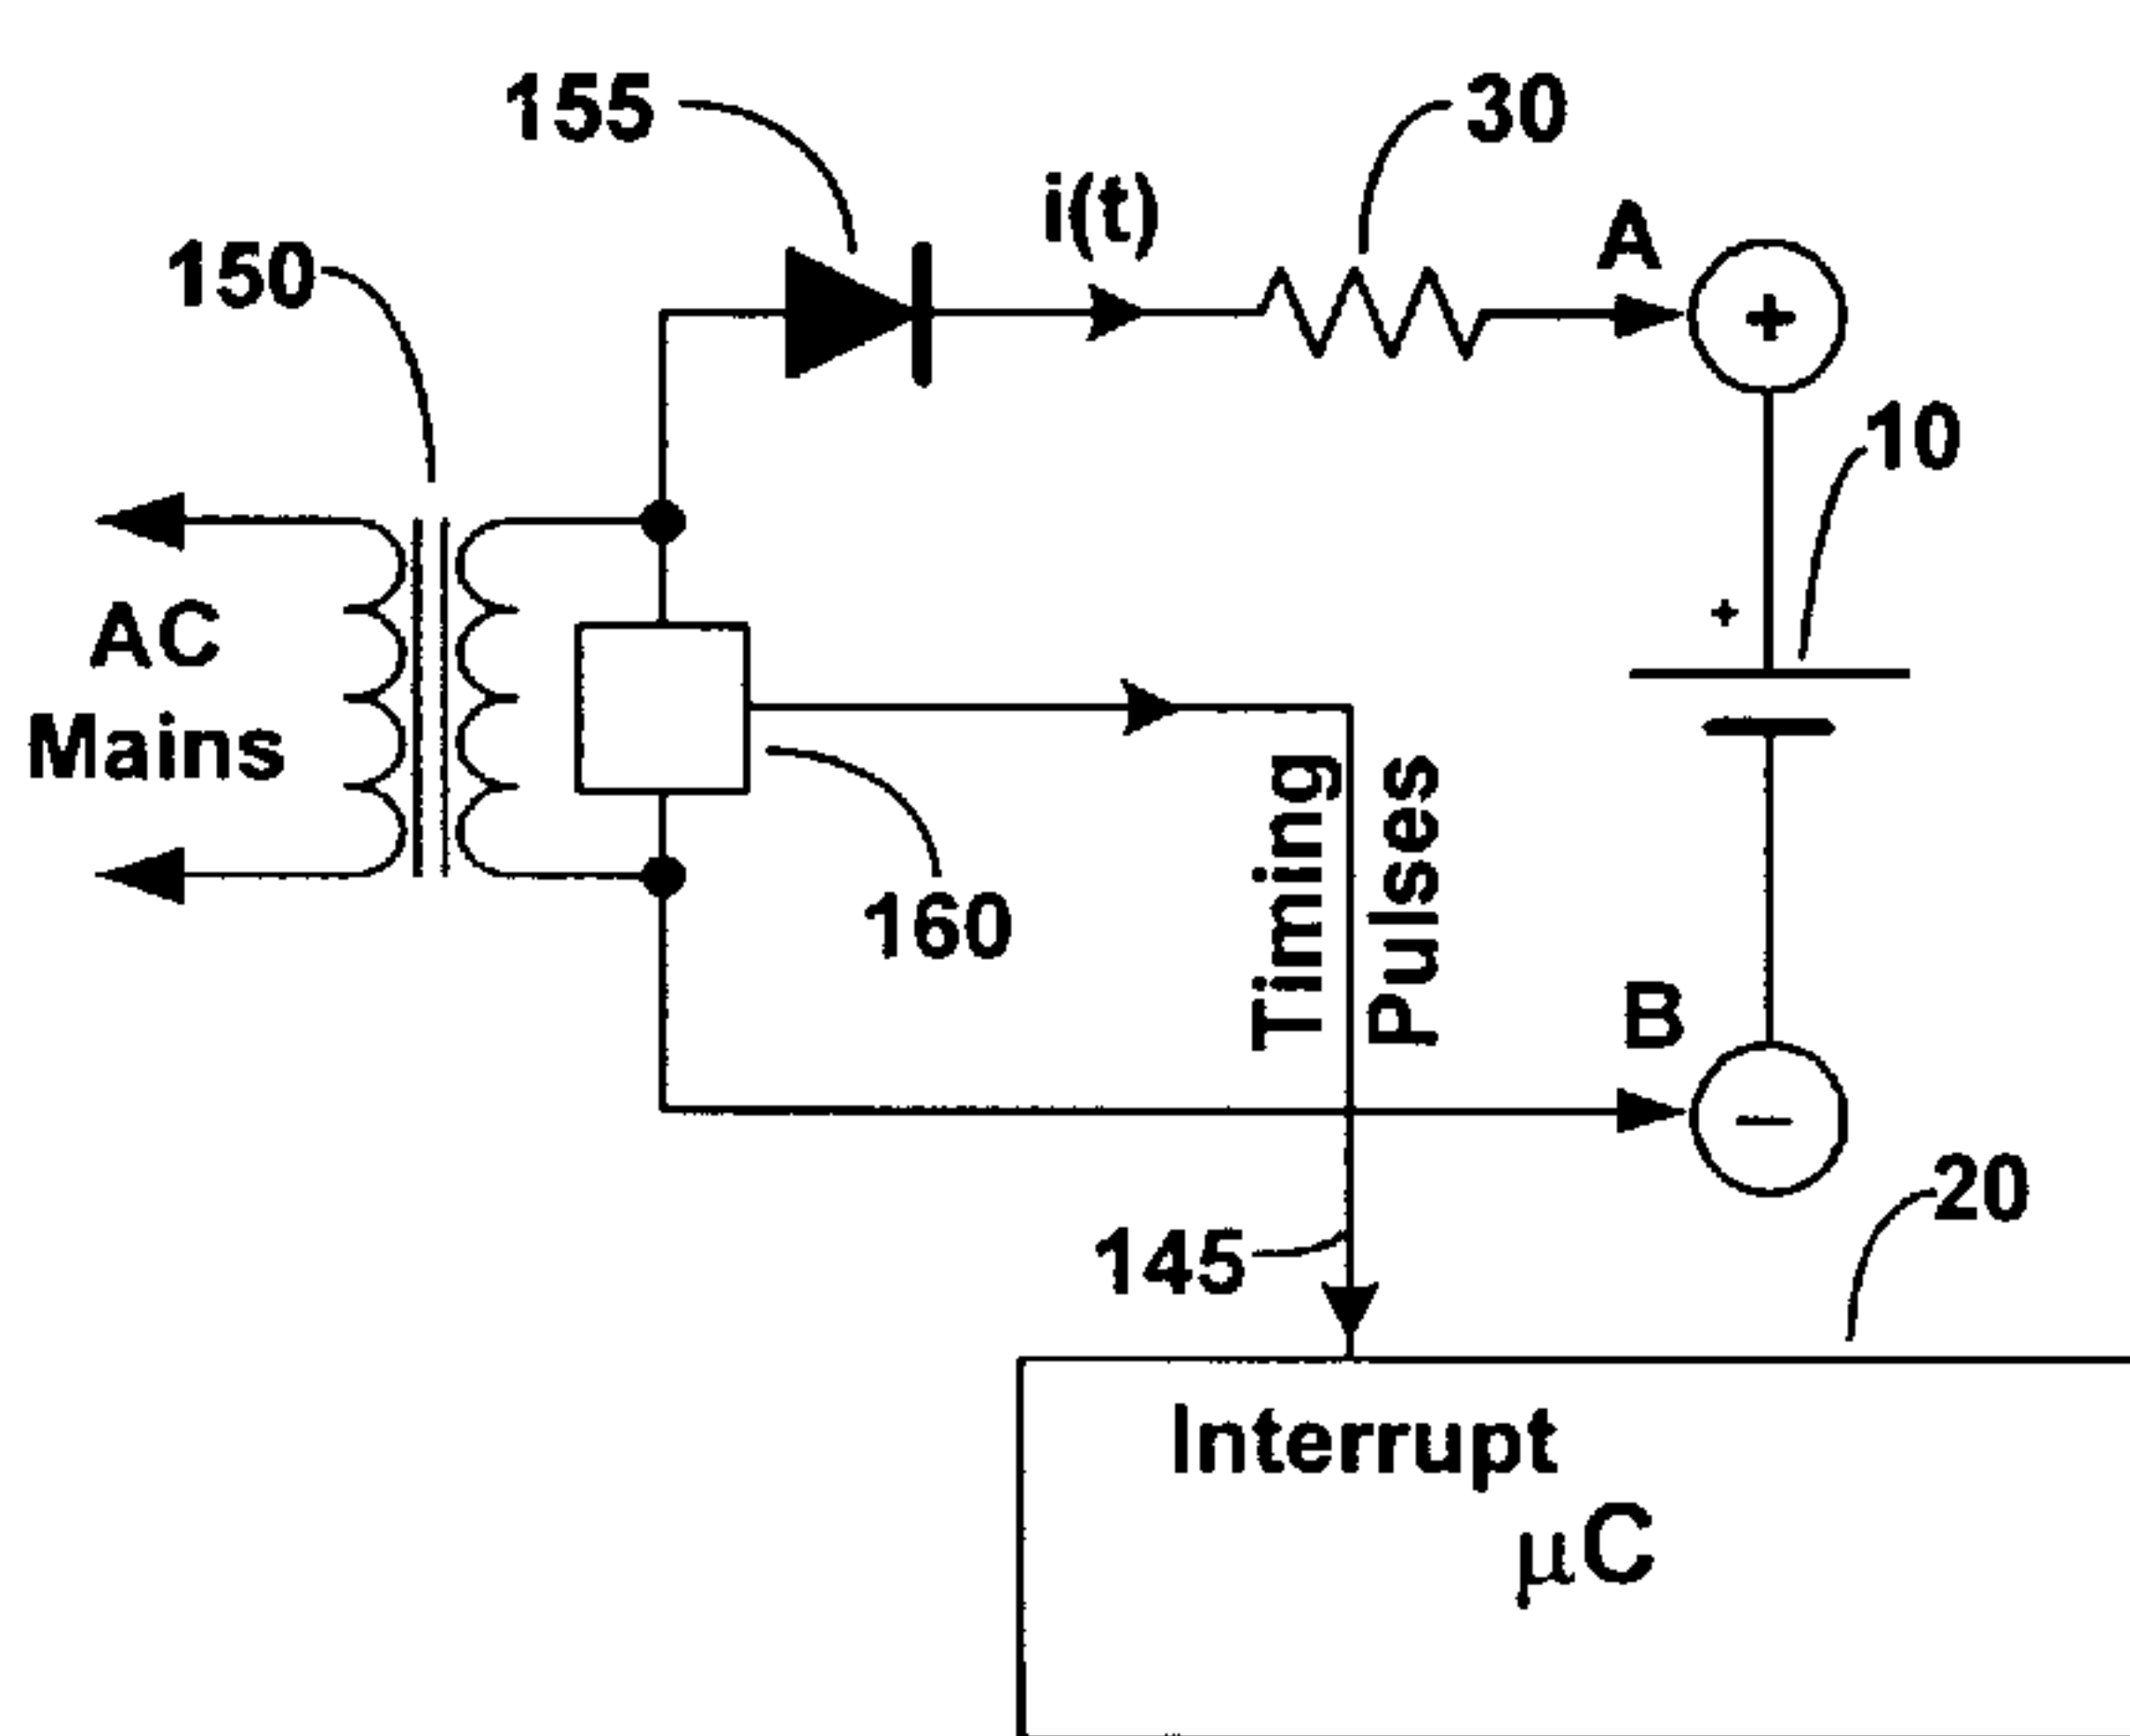 155
30
i(t)
A
150
+
10
+
AC
Mains
Timing
Pulses
160
B
−
20
145
Interrupt
μC